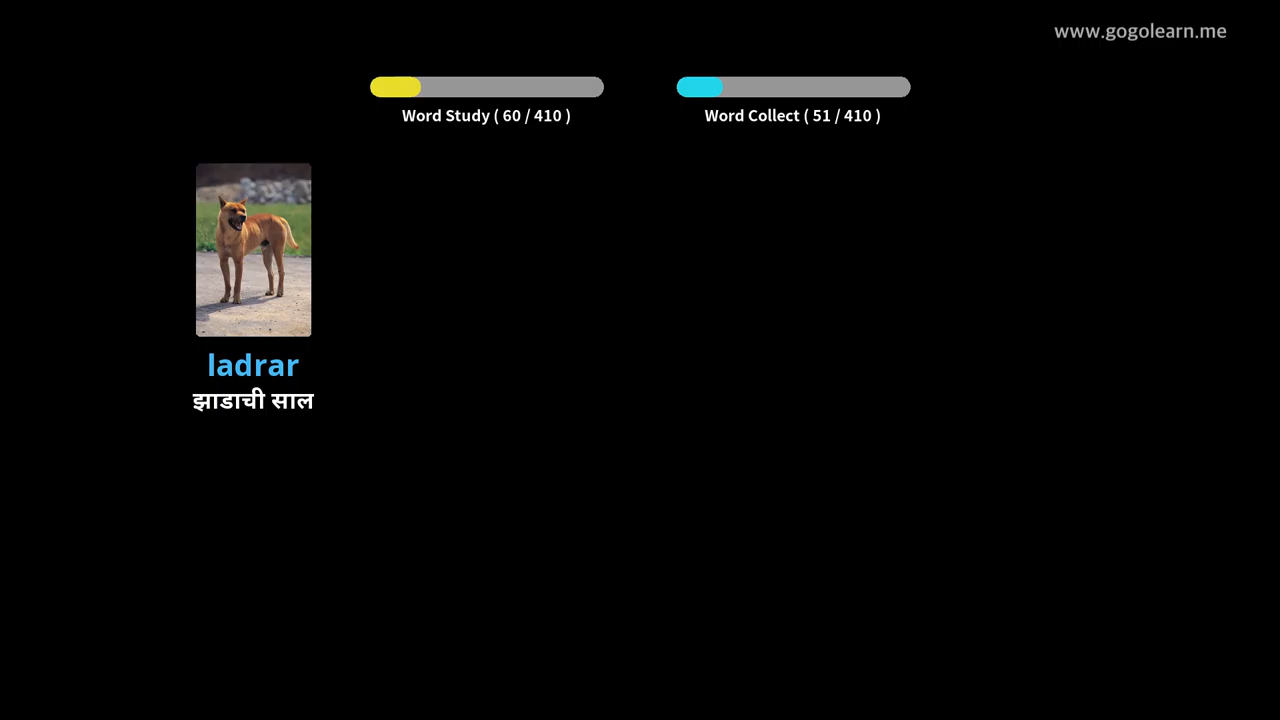 www.gogolearn.me
Word Study ( 60 / 410 )
Word Collect ( 51 / 410 )
ladrar
झाडाची साल